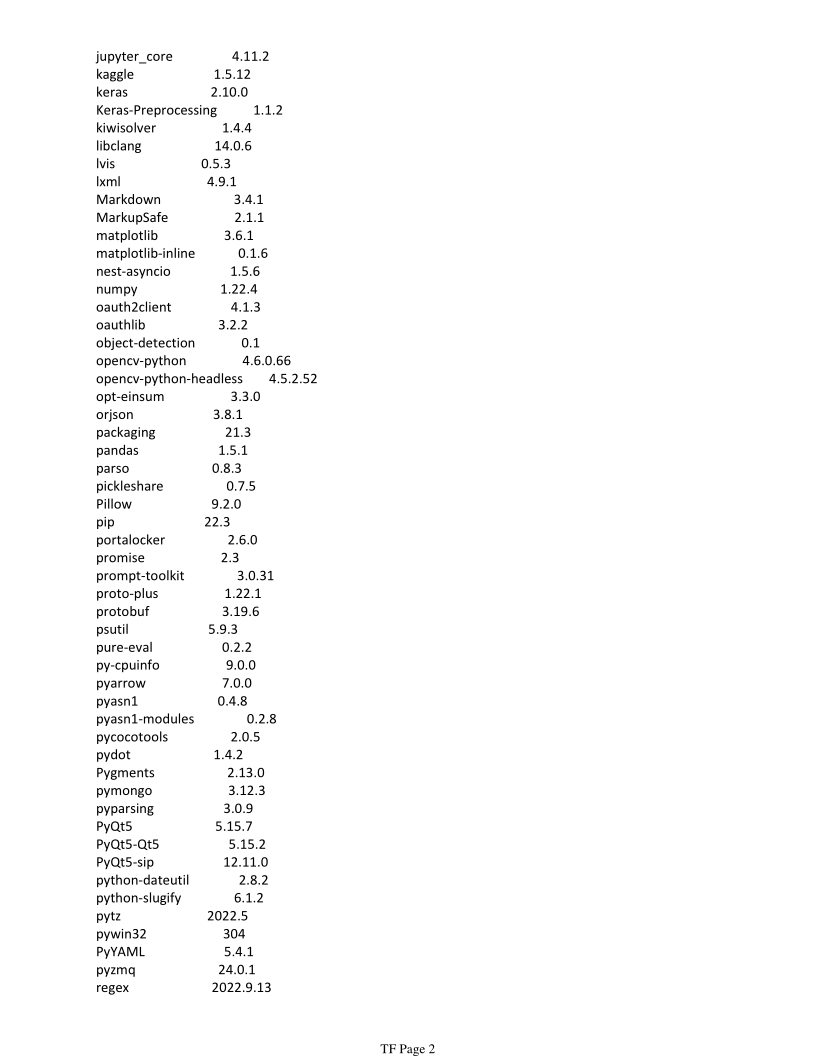 jupyter_core 4.11.2
kaggle 1.5.12
keras 2.10.0
Keras-Preprocessing 1.1.2
kiwisolver 1.4.4
libclang 14.0.6
lvis 0.5.3
lxml 4.9.1
Markdown 3.4.1
MarkupSafe 2.1.1
matplotlib 3.6.1
matplotlib-inline 0.1.6
nest-asyncio 1.5.6
numpy 1.22.4
oauth2client 4.1.3
oauthlib 3.2.2
object-detection 0.1
opencv-python 4.6.0.66
opencv-python-headless 4.5.2.52
opt-einsum 3.3.0
orjson 3.8.1
packaging 21.3
pandas 1.5.1
parso 0.8.3
pickleshare 0.7.5
Pillow 9.2.0
pip 22.3
portalocker 2.6.0
promise 2.3
prompt-toolkit 3.0.31
proto-plus 1.22.1
protobuf 3.19.6
psutil 5.9.3
pure-eval 0.2.2
py-cpuinfo 9.0.0
pyarrow 7.0.0
pyasn1 0.4.8
pyasn1-modules 0.2.8
pycocotools 2.0.5
pydot 1.4.2
Pygments 2.13.0
pymongo 3.12.3
pyparsing 3.0.9
PyQt5 5.15.7
PyQt5-Qt5 5.15.2
PyQt5-sip 12.11.0
python-dateutil 2.8.2
python-slugify 6.1.2
pytz 2022.5
pywin32 304
PyYAML 5.4.1
pyzmq 24.0.1
regex 2022.9.13
TF Page 2